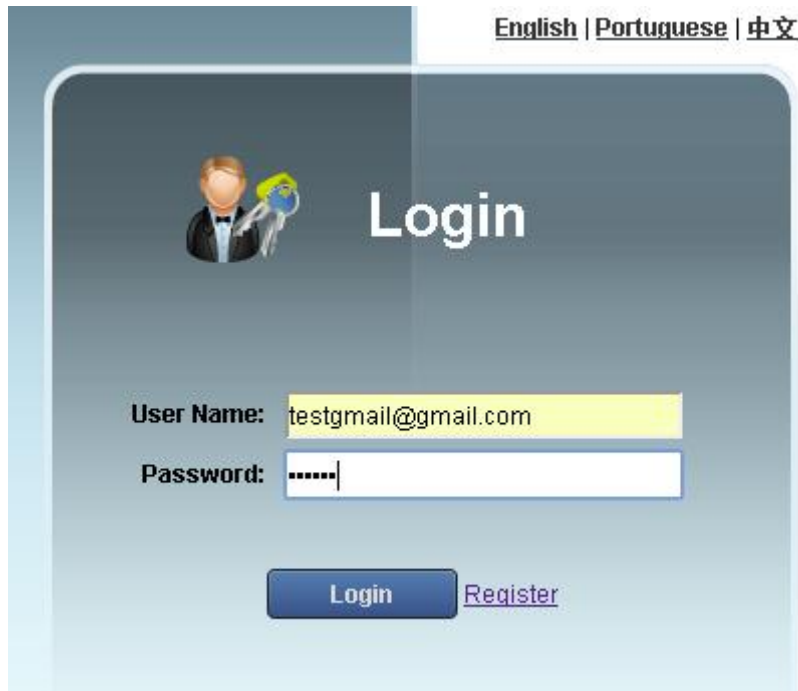 English | Portuguese | 中文
Login
User Name: testgmail@gmail.com
Password: ••••••
Login Register